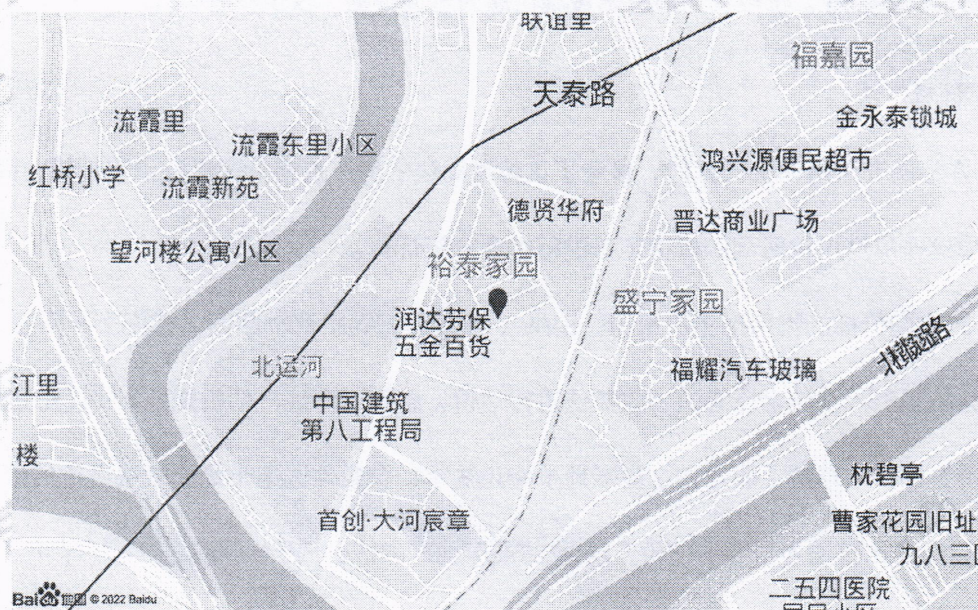 联谊里
福嘉园
天泰路
金永泰锁城
流霞里
流霞东里小区
鸿兴源便民超市
红桥小学
流霞新苑
德贤华府
晋达商业广场
望河楼公寓小区
裕泰家园
盛宁家园
润达劳保
五金百货
北运河
福耀汽车玻璃
江里
中国建筑
第八工程局
楼
枕碧亭
首创·大河宸章
曹家花园旧址
九八三
二五四医院
Bai 地图 © 2022 Baidu